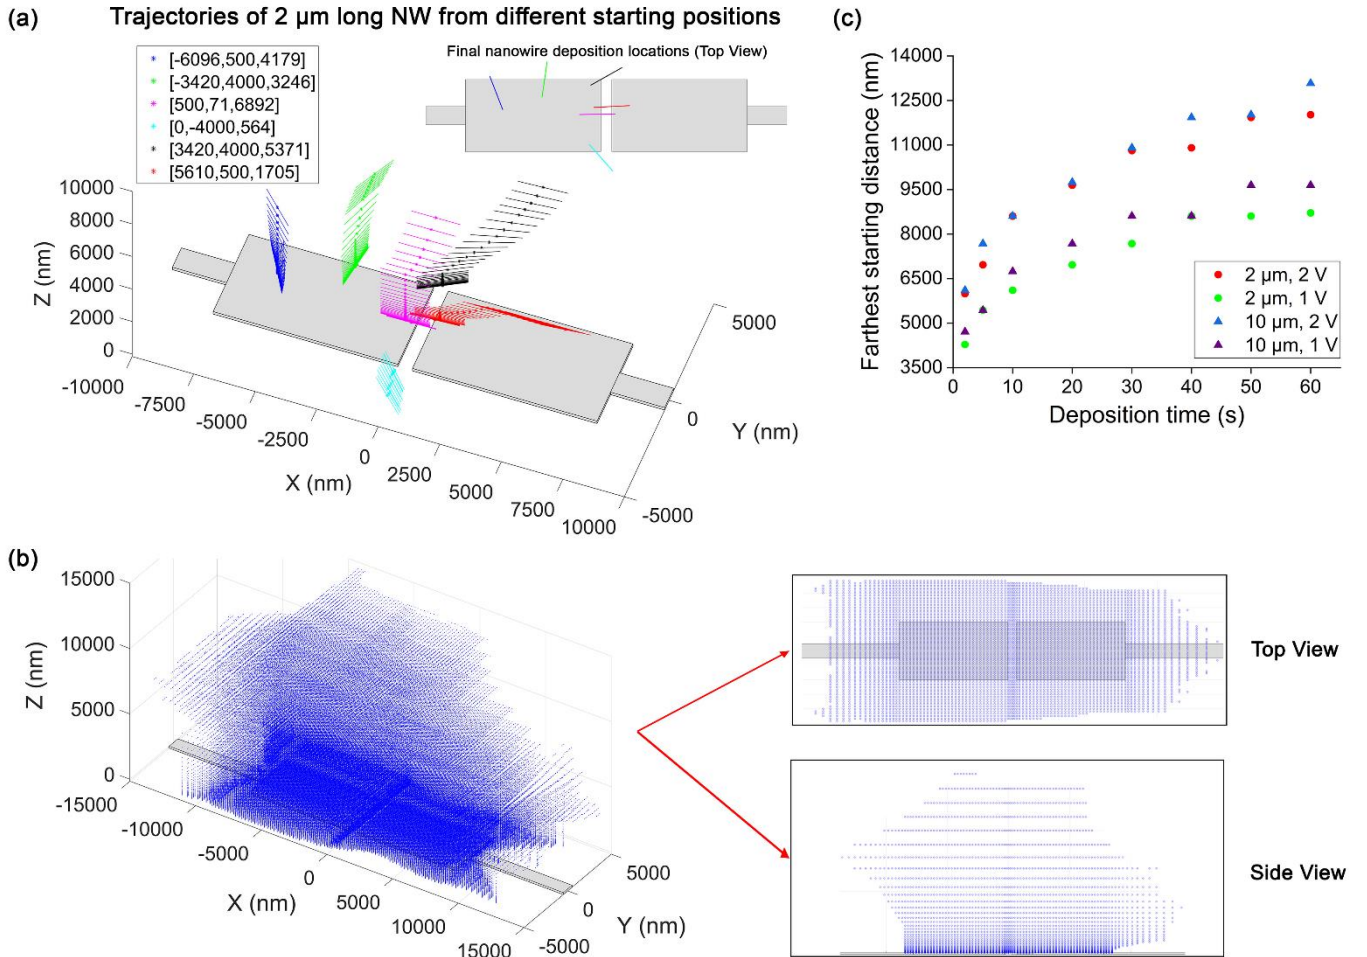 (a)
Trajectories of 2 µm long NW from different starting positions
[-6096,500,4179]
[-3420,4000,3246]
[500,71,6892]
[0,-4000,564]
[3420,4000,5371]
[5610,500,1705]
Final nanowire deposition locations (Top View)
Z (nm)
10000
8000
6000
4000
2000
0
-10000
-7500
-5000
-2500
0
2500
5000
7500
10000
X (nm)
5000
0
-5000
Y (nm)
(c)
Farthest starting distance (nm)
14000
12500
11000
9500
8000
6500
5000
3500
0
10
20
30
40
50
60
Deposition time (s)
2 µm, 2 V
2 µm, 1 V
10 µm, 2 V
10 µm, 1 V
(b)
Z (nm)
15000
10000
5000
0
-15000
-10000
-5000
0
5000
10000
15000
X (nm)
5000
0
-5000
Y (nm)
Top View
Side View